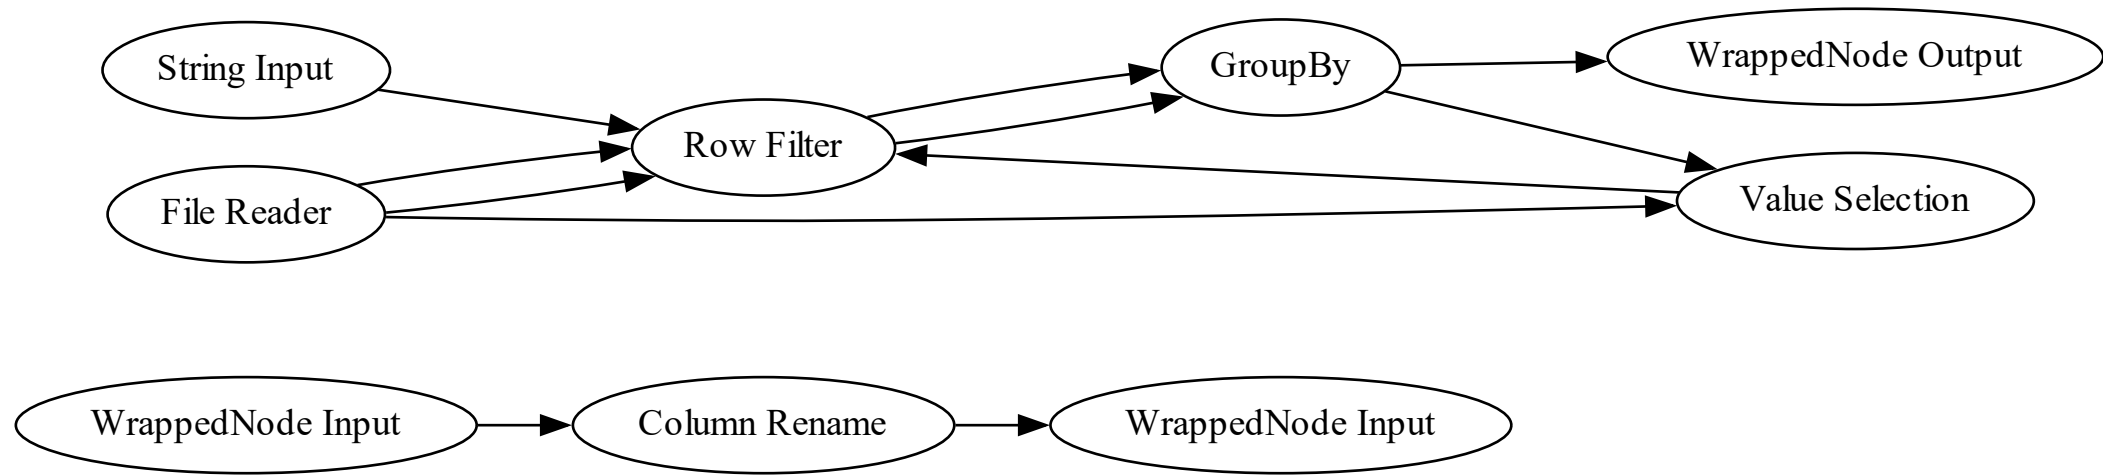 String Input
File Reader
Row Filter
GroupBy
WrappedNode Output
Value Selection
WrappedNode Input
Column Rename
WrappedNode Input